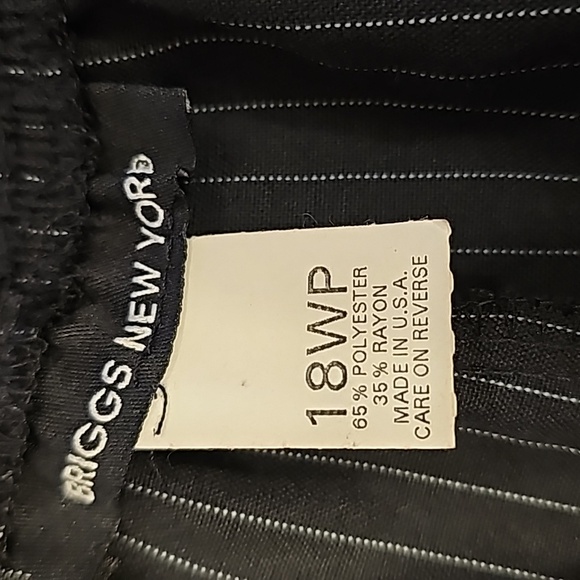 BRIGGS NEW YORK
18WP
65% POLYESTER
35% RAYON
MADE IN U.S.A.
CARE ON REVERSE